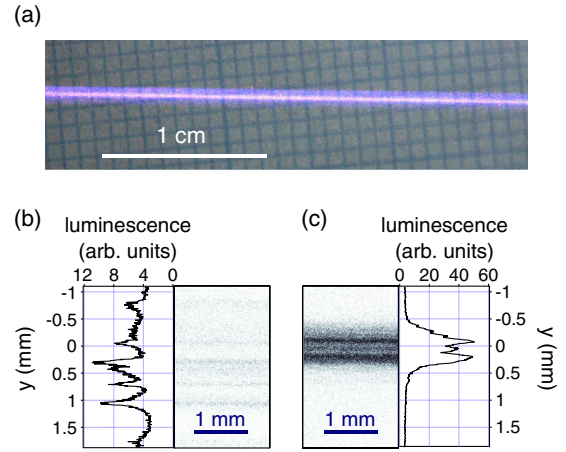 (a)
1 cm
(b)
luminescence
(arb. units)
12 8 4 0
-1
-0.5
0
0.5
1
1.5
y (mm)
1 mm
(c)
luminescence
(arb. units)
0 20 40 60
-1
-0.5
0
0.5
1
1.5
y (mm)
1 mm